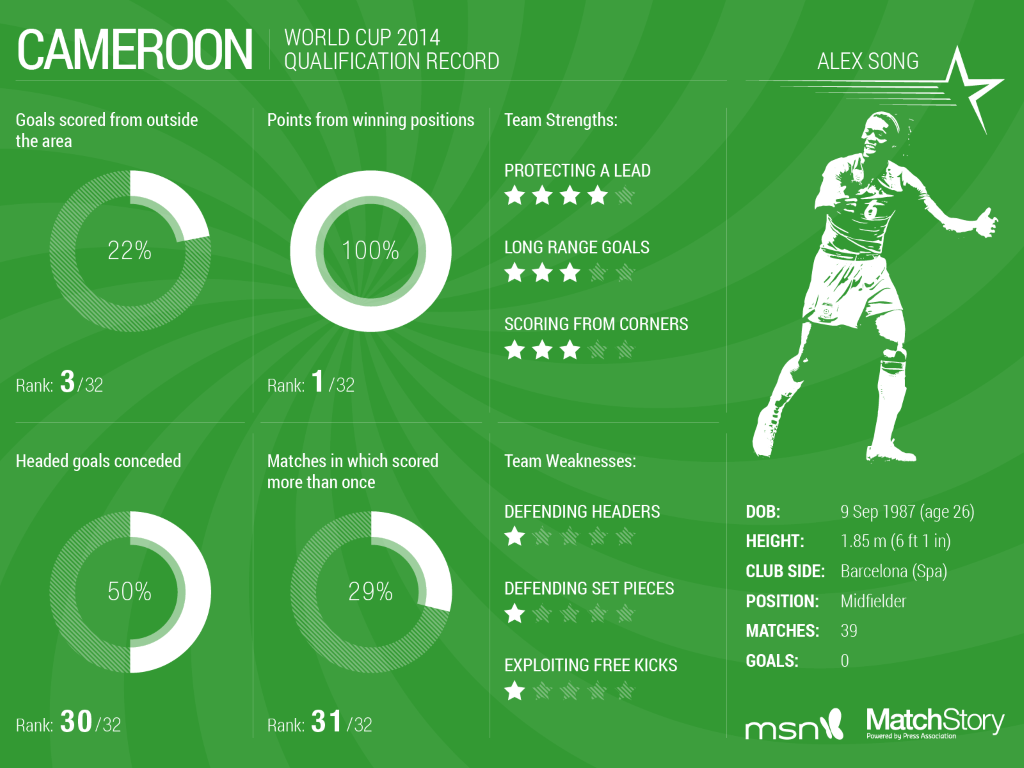 CAMEROON
WORLD CUP 2014
QUALIFICATION RECORD
Goals scored from outside
the area
22%
Rank: 3/32
Points from winning positions
100%
Rank: 1/32
Team Strengths:
PROTECTING A LEAD
LONG RANGE GOALS
SCORING FROM CORNERS
Headed goals conceded
50%
Rank: 30/32
Matches in which scored
more than once
29%
Rank: 31/32
Team Weaknesses:
DEFENDING HEADERS
DEFENDING SET PIECES
EXPLOITING FREE KICKS
ALEX SONG
6
DOB: 9 Sep 1987 (age 26)
HEIGHT: 1.85 m (6 ft 1 in)
CLUB SIDE: Barcelona (Spa)
POSITION: Midfielder
MATCHES: 39
GOALS: 0
msn
MatchStory
Powered by Press Association